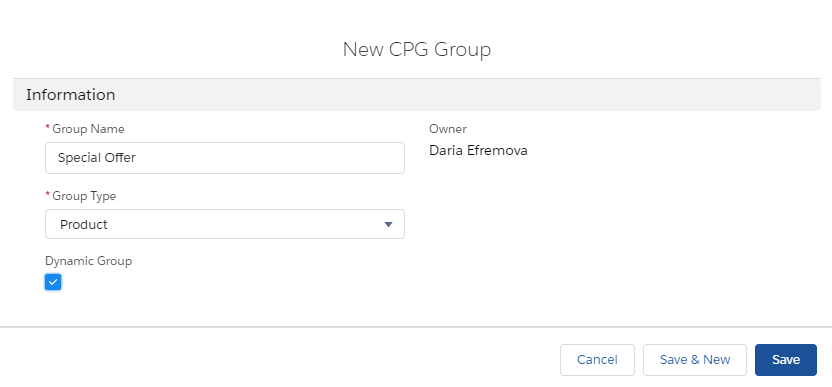 New CPG Group
Information
* Group Name
Owner
Special Offer
Daria Efremova
* Group Type
Product
Dynamic Group
Cancel
Save & New
Save